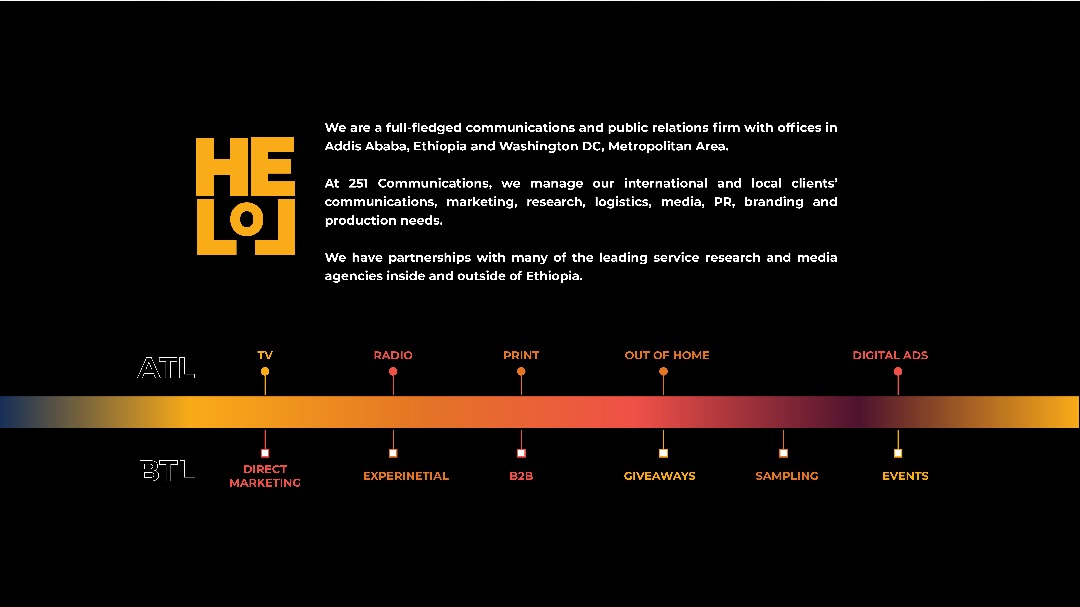 HE
LO
We are a full-fledged communications and public relations firm with offices in
Addis Ababa, Ethiopia and Washington DC, Metropolitan Area.
At 251 Communications, we manage our international and local clients’
communications, marketing, research, logistics, media, PR, branding and
production needs.
We have partnerships with many of the leading service research and media
agencies inside and outside of Ethiopia.
ATL
TV
RADIO
PRINT
OUT OF HOME
DIGITAL ADS
BTL
DIRECT
MARKETING
EXPERINETIAL
B2B
GIVEAWAYS
SAMPLING
EVENTS